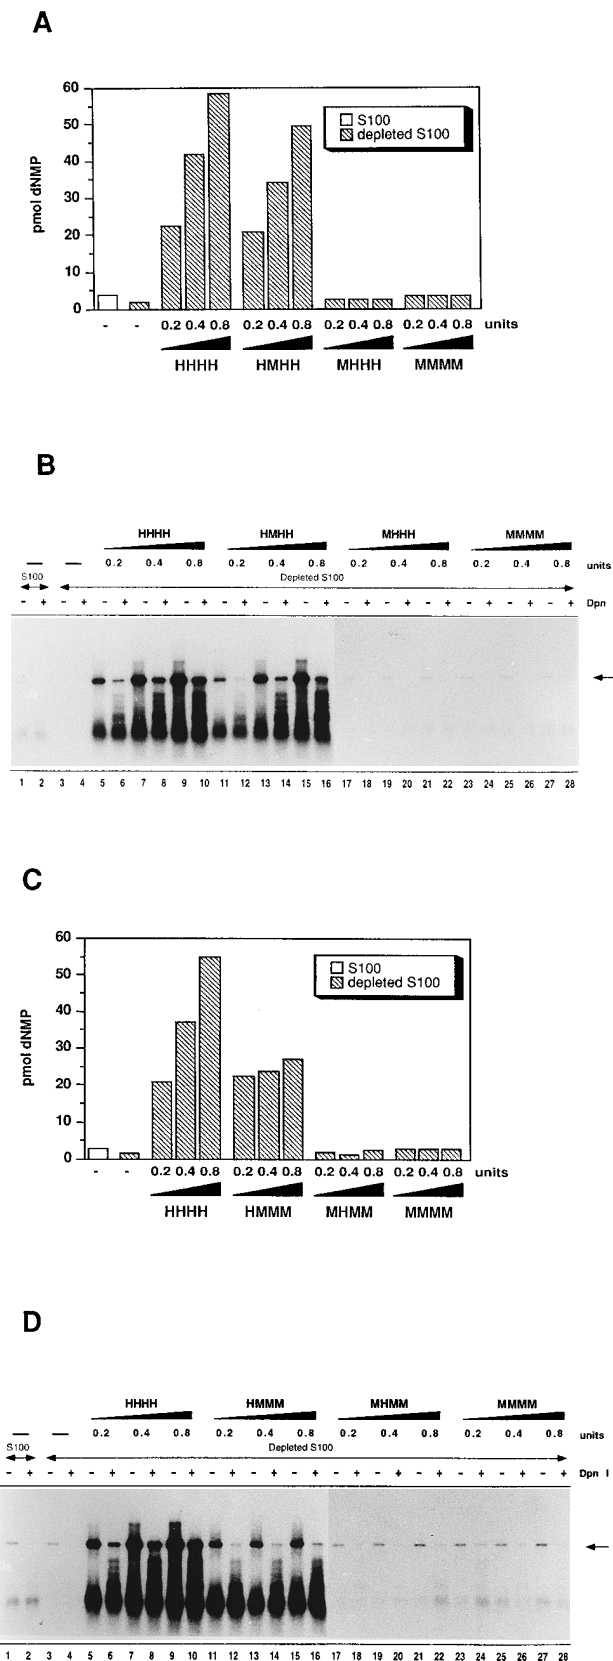 A
60
50
40
30
20
10
0
pmol dNMP
S100
depleted S100
- - 0.2 0.4 0.8 0.2 0.4 0.8 0.2 0.4 0.8 0.2 0.4 0.8 units
HHHH HMHH MHHH MMMM
B
HHHH HMHH MHHH MMMM
— — 0.2 0.4 0.8 0.2 0.4 0.8 0.2 0.4 0.8 0.2 0.4 0.8 units
S100 Depleted S100
- + - + - + - + - + - + - + - + - + - + - + - + - + - + Dpn
1 2 3 4 5 6 7 8 9 10 11 12 13 14 15 16 17 18 19 20 21 22 23 24 25 26 27 28
C
60
50
40
30
20
10
0
pmol dNMP
S100
depleted S100
- - 0.2 0.4 0.8 0.2 0.4 0.8 0.2 0.4 0.8 0.2 0.4 0.8 units
HHHH HMMM MHMM MMMM
D
HHHH HMMM MHMM MMMM
— — 0.2 0.4 0.8 0.2 0.4 0.8 0.2 0.4 0.8 0.2 0.4 0.8 units
S100 Depleted S100
- + - + - + - + - + - + - + - + - + - + - + - + - + - + Dpn I
1 2 3 4 5 6 7 8 9 10 11 12 13 14 15 16 17 18 19 20 21 22 23 24 25 26 27 28